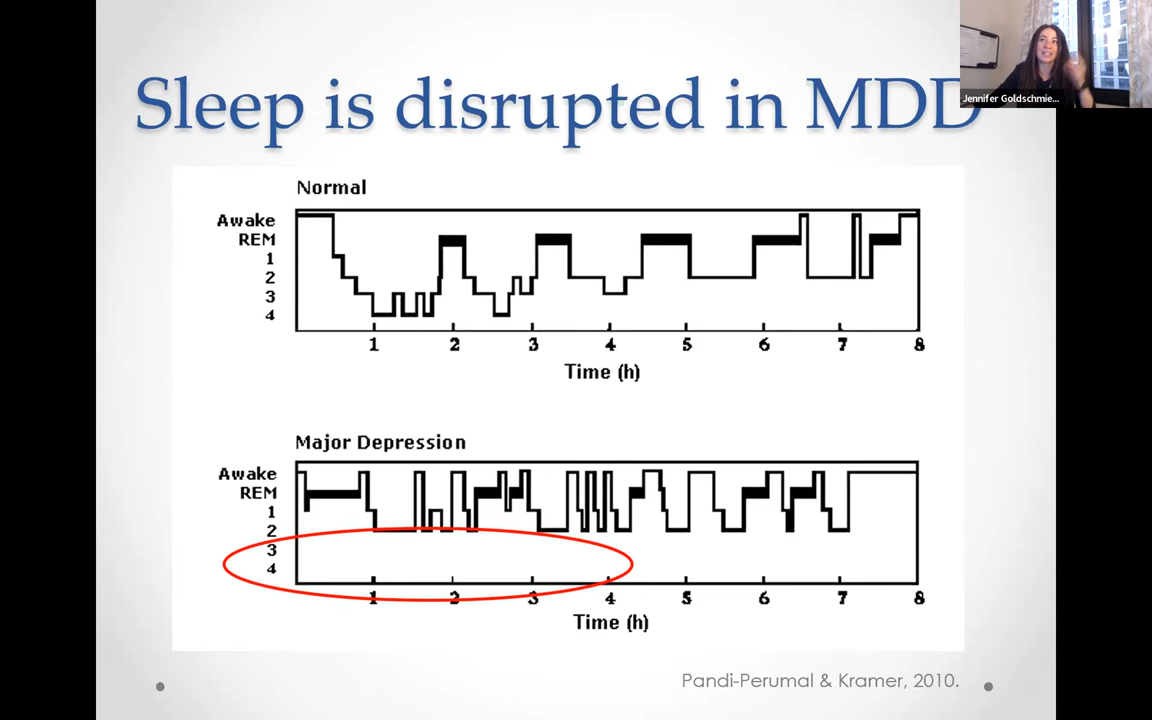 Sleep is disrupted in MDD
Jennifer Goldschmie...
Normal
Awake
REM
1
2
3
4
1 2 3 4 5 6 7 8
Time (h)
Major Depression
Awake
REM
1
2
3
4
1 2 3 4 5 6 7 8
Time (h)
Pandi-Perumal & Kramer, 2010.